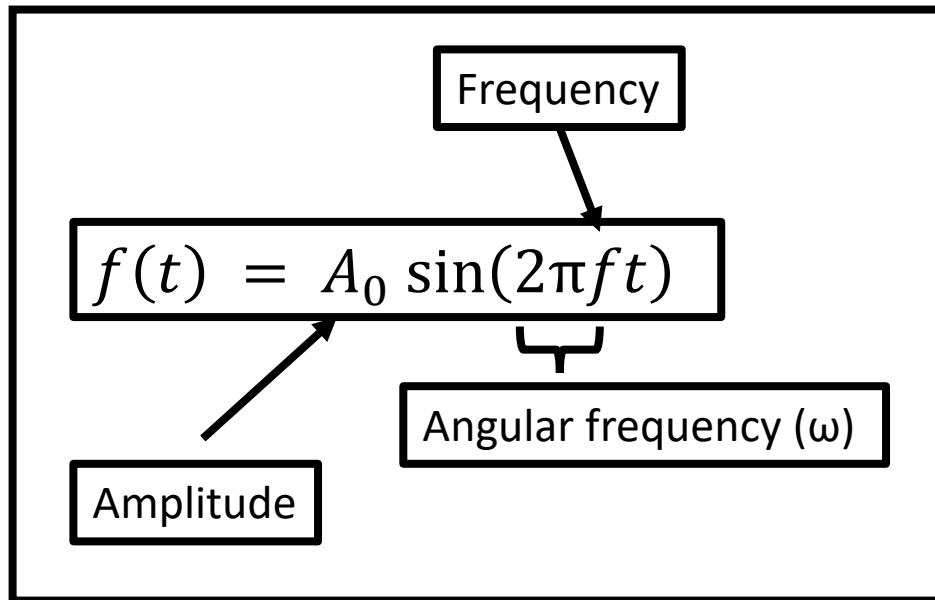 Frequency
f(t) = A₀ sin(2πft)
Angular frequency (ω)
Amplitude